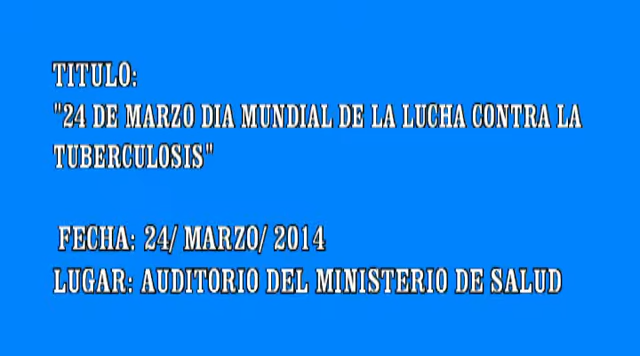 TITULO:
"24 DE MARZO DIA MUNDIAL DE LA LUCHA CONTRA LA
TUBERCULOSIS"
FECHA: 24/ MARZO/ 2014
LUGAR: AUDITORIO DEL MINISTERIO DE SALUD